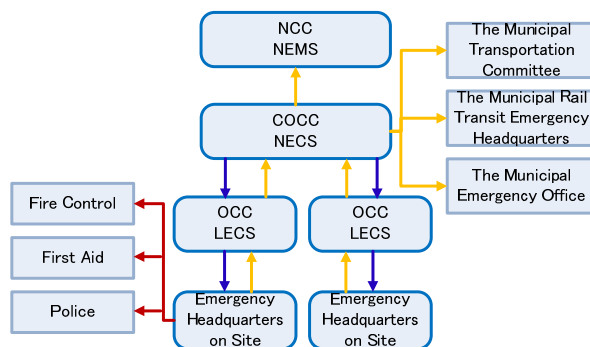 NCC
NEMS
The Municipal
Transportation
Committee
COCC
NECS
The Municipal Rail
Transit Emergency
Headquarters
The Municipal
Emergency Office
Fire Control
First Aid
Police
OCC
LECS
OCC
LECS
Emergency
Headquarters
on Site
Emergency
Headquarters
on Site